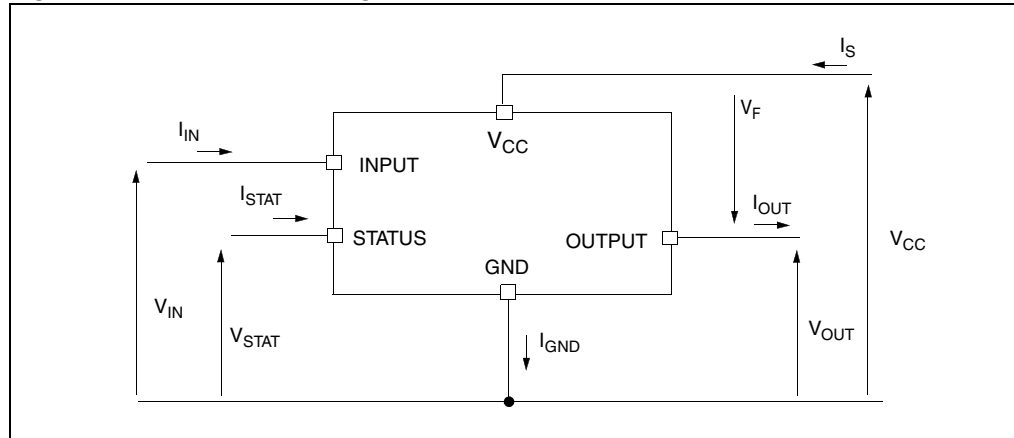 I_S
V_F
V_CC
I_IN
INPUT
I_STAT
I_OUT
STATUS
OUTPUT
V_CC
GND
V_IN
V_STAT
I_GND
V_OUT